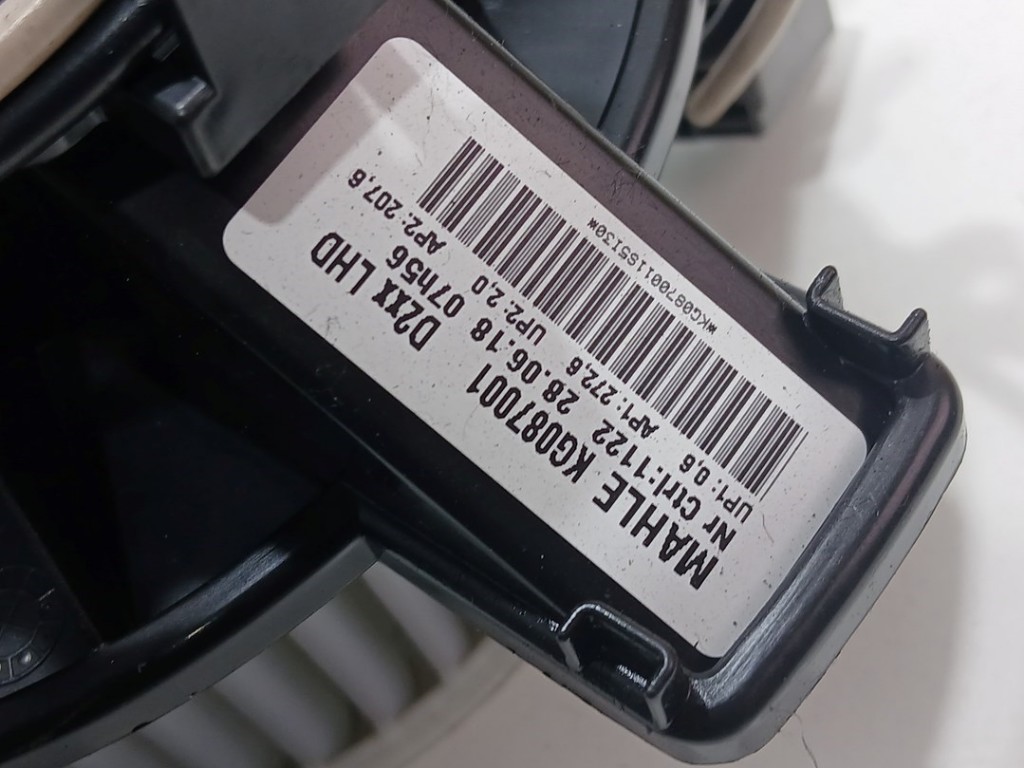 MAHLE KG087001 D2xx LHD
Nr Ctrl:1122 28.06.18 07h56
UP1: 0,6 AP1: 272,6 UP2: 2,0 AP2: 207,6
*KG0870011S5I30*